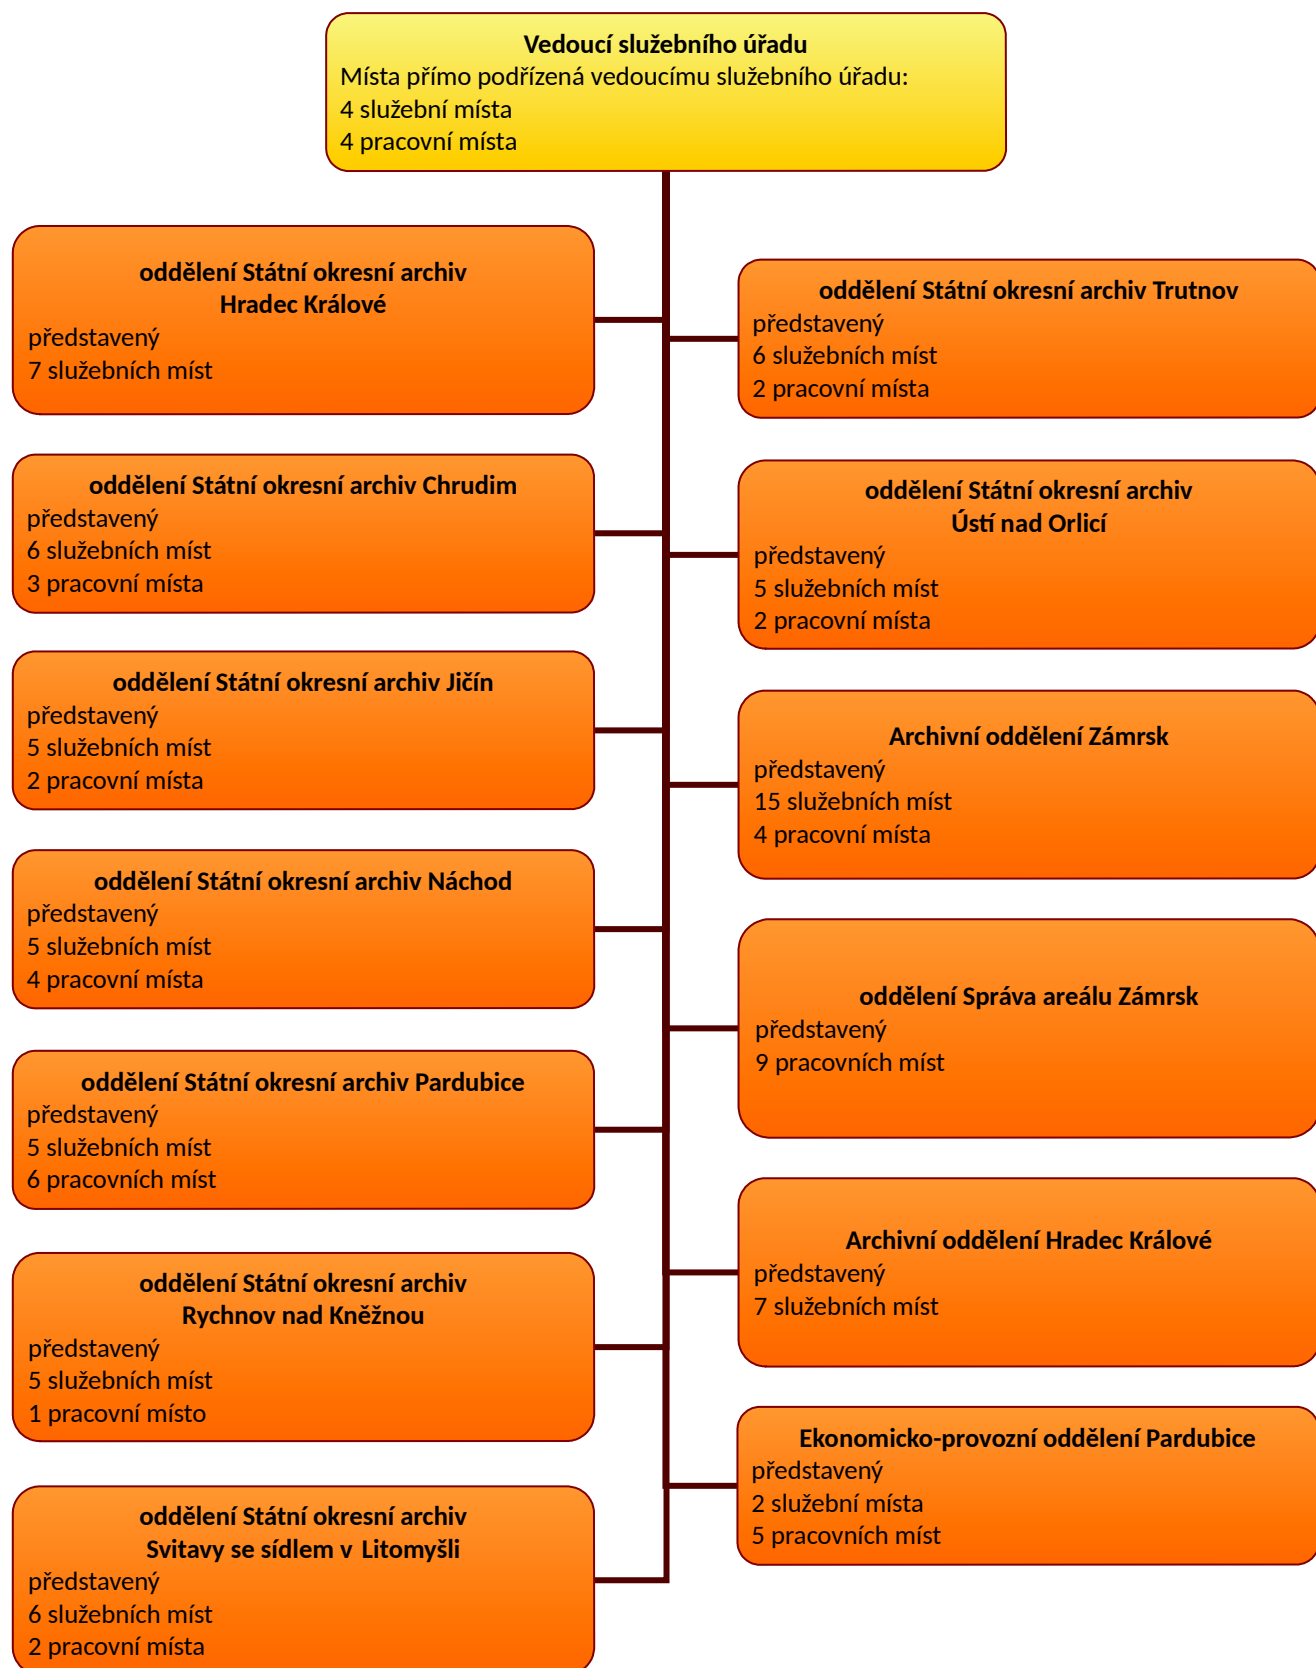 Vedoucí služebního úřadu
Místa přímo podřízená vedoucímu služebního úřadu:
4 služební místa
4 pracovní místa
oddělení Státní okresní archiv
Hradec Králové
představený
7 služebních míst
oddělení Státní okresní archiv Chrudim
představený
6 služebních míst
3 pracovní místa
oddělení Státní okresní archiv Jičín
představený
5 služebních míst
2 pracovní místa
oddělení Státní okresní archiv Náchod
představený
5 služebních míst
4 pracovní místa
oddělení Státní okresní archiv Pardubice
představený
5 služebních míst
6 pracovních míst
oddělení Státní okresní archiv
Rychnov nad Kněžnou
představený
5 služebních míst
1 pracovní místo
oddělení Státní okresní archiv
Svitavy se sídlem v Litomyšli
představený
6 služebních míst
2 pracovní místa
oddělení Státní okresní archiv Trutnov
představený
6 služebních míst
2 pracovní místa
oddělení Státní okresní archiv
Ústí nad Orlicí
představený
5 služebních míst
2 pracovní místa
Archivní oddělení Zámrsk
představený
15 služebních míst
4 pracovní místa
oddělení Správa areálu Zámrsk
představený
9 pracovních míst
Archivní oddělení Hradec Králové
představený
7 služebních míst
Ekonomicko-provozní oddělení Pardubice
představený
2 služební místa
5 pracovních míst